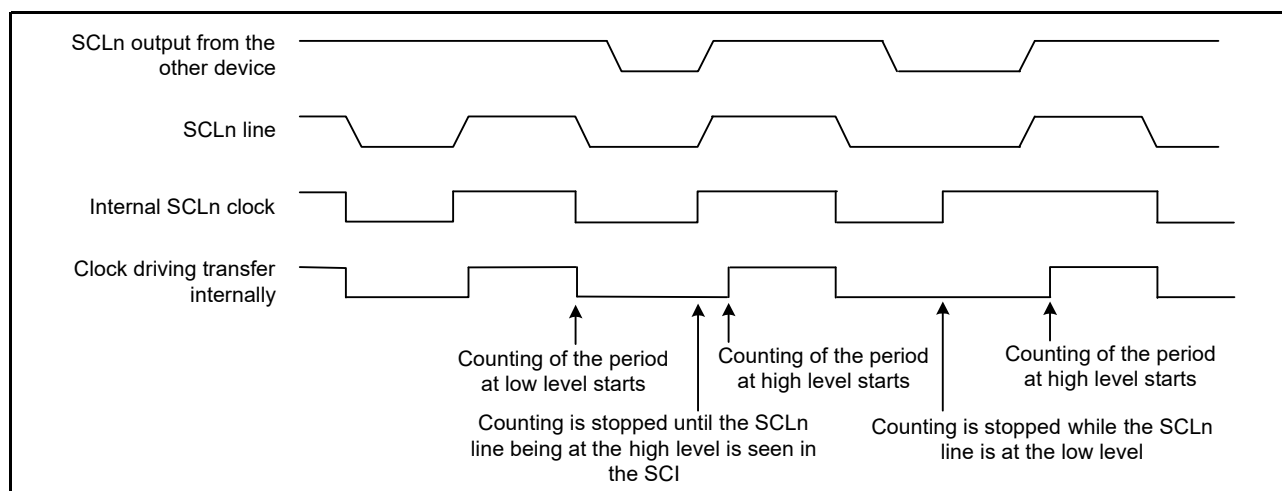 SCLn output from the
other device
SCLn line
Internal SCLn clock
Clock driving transfer
internally
Counting of the period
at low level starts
Counting of the period
at high level starts
Counting of the period
at high level starts
Counting is stopped until the SCLn
line being at the high level is seen in
the SCI
Counting is stopped while the SCLn
line is at the low level